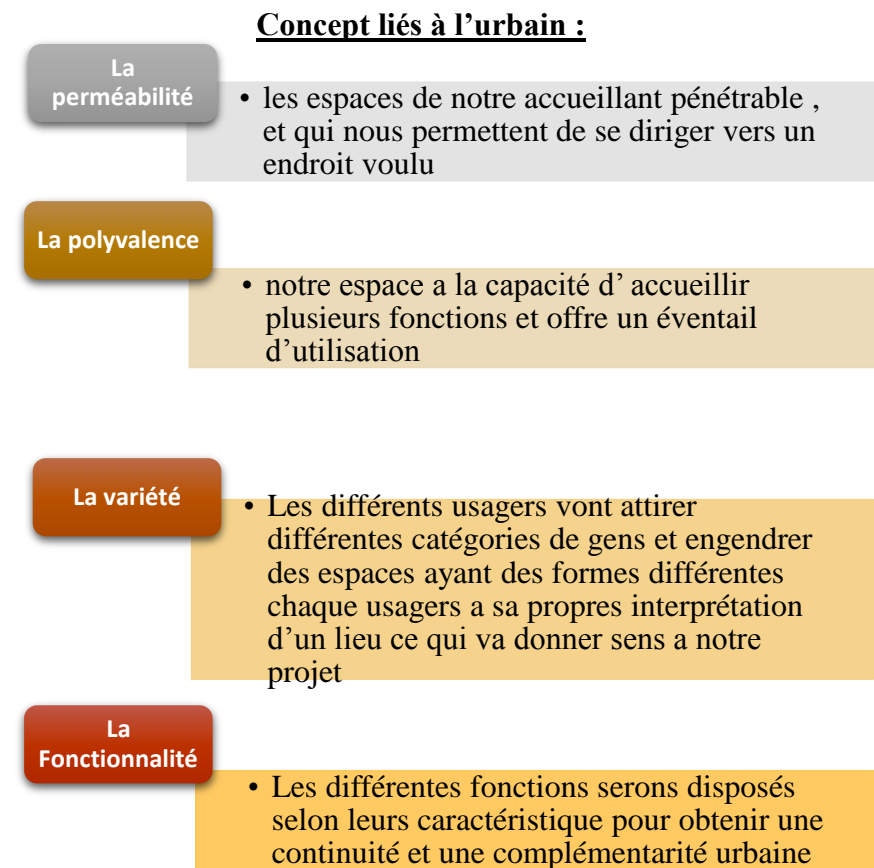 Concept liés à l’urbain :
La
perméabilité
• les espaces de notre accueillant pénétrable ,
et qui nous permettent de se diriger vers un
endroit voulu
La polyvalence
• notre espace a la capacité d’ accueillir
plusieurs fonctions et offre un éventail
d’utilisation
La variété
• Les différents usagers vont attirer
différentes catégories de gens et engendrer
des espaces ayant des formes différentes
chaque usagers a sa propres interprétation
d’un lieu ce qui va donner sens a notre
projet
La
Fonctionnalité
• Les différentes fonctions serons disposés
selon leurs caractéristique pour obtenir une
continuité et une complémentarité urbaine